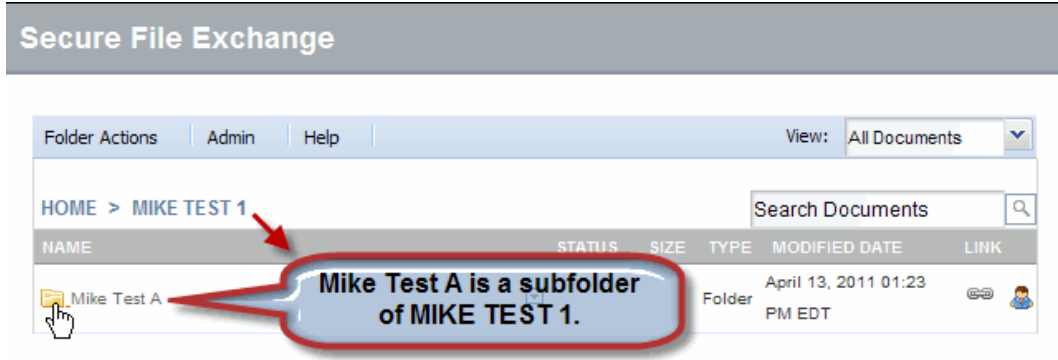 Secure File Exchange
Folder Actions Admin Help View: All Documents
HOME > MIKE TEST 1 Search Documents
NAME STATUS SIZE TYPE MODIFIED DATE LINK
Mike Test A Folder April 13, 2011 01:23
PM EDT
Mike Test A is a subfolder
of MIKE TEST 1.